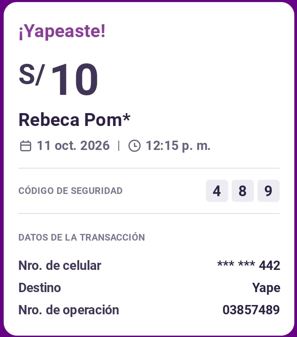 ¡Yapeaste!
S/ 10
Rebeca Pom*
11 oct. 2026 | 12:15 p. m.
CÓDIGO DE SEGURIDAD 4 8 9
DATOS DE LA TRANSACCIÓN
Nro. de celular *** *** 442
Destino Yape
Nro. de operación 03857489